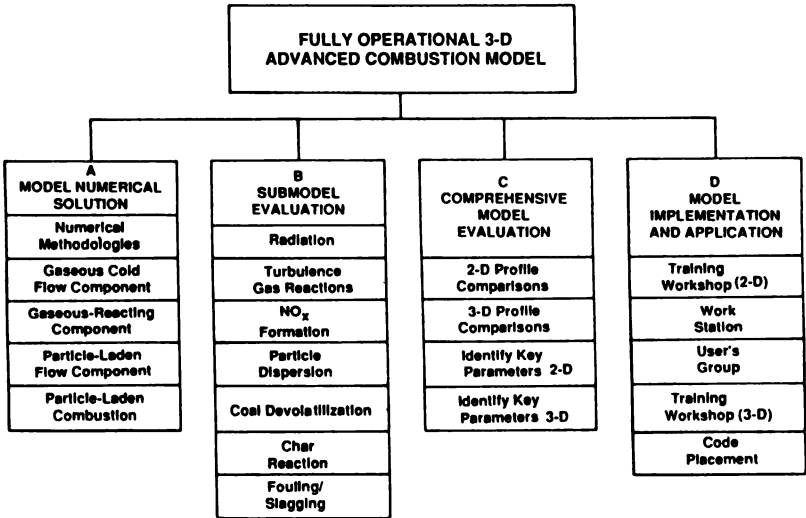 FULLY OPERATIONAL 3-D
ADVANCED COMBUSTION MODEL
A
MODEL NUMERICAL
SOLUTION
Numerical
Methodologies
Gaseous Cold
Flow Component
Gaseous-Reacting
Component
Particle-Laden
Flow Component
Particle-Laden
Combustion
B
SUBMODEL
EVALUATION
Radiation
Turbulence
Gas Reactions
NOx
Formation
Particle
Dispersion
Coal Devolatilization
Char
Reaction
Fouling/
Slagging
C
COMPREHENSIVE
MODEL
EVALUATION
2-D Profile
Comparisons
3-D Profile
Comparisons
Identify Key
Parameters 2-D
Identify Key
Parameters 3-D
D
MODEL
IMPLEMENTATION
AND APPLICATION
Training
Workshop (2-D)
Work
Station
User's
Group
Training
Workshop (3-D)
Code
Placement